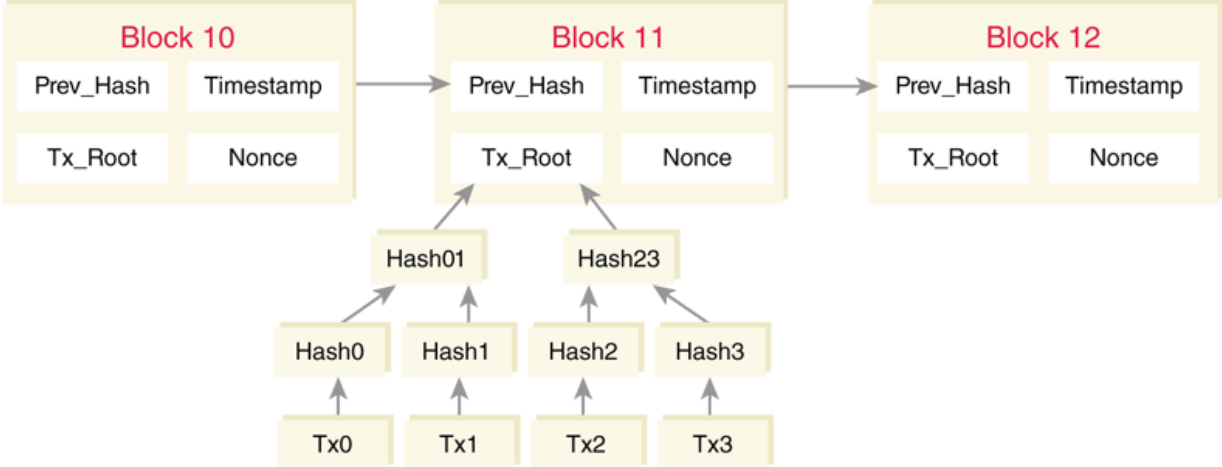 Block 10
Block 11
Block 12
Prev_Hash
Timestamp
Prev_Hash
Timestamp
Prev_Hash
Timestamp
Tx_Root
Nonce
Tx_Root
Nonce
Tx_Root
Nonce
Hash01
Hash23
Hash0
Hash1
Hash2
Hash3
Tx0
Tx1
Tx2
Tx3